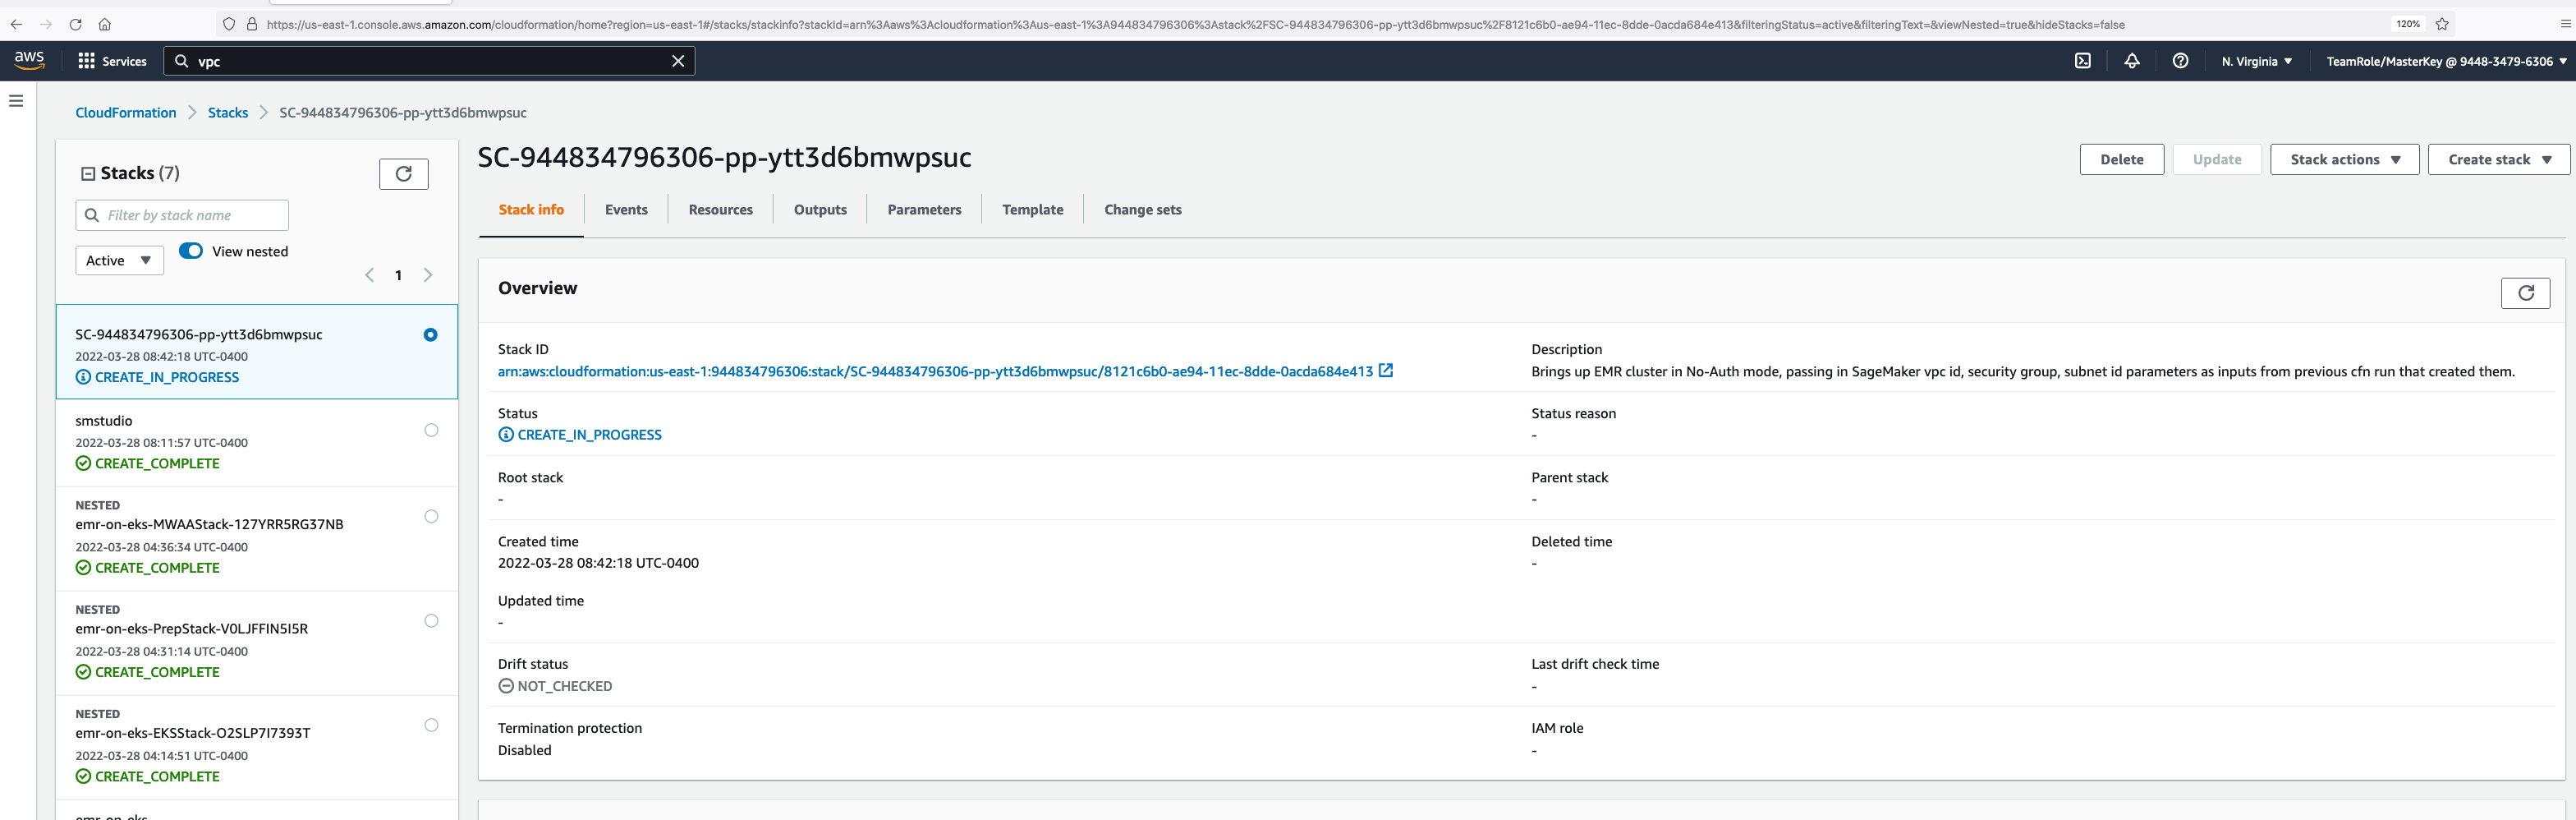 https://us-east-1.console.aws.amazon.com/cloudformation/home?region=us-east-1#/stacks/stackinfo?stackId=arn%3Aaws%3Acloudformation%3Aus-east-1%3A944834796306%3Astack%2FSC-944834796306-pp-ytt3d6bmwpsuc%2F8121c6b0-ae94-11ec-8dde-0acda684e413&filteringStatus=active&filteringText=&viewNested=true&hideStacks=false 120%
aws Services vpc N. Virginia TeamRole/MasterKey @ 9448-3479-6306
CloudFormation Stacks SC-944834796306-pp-ytt3d6bmwpsuc
Stacks (7)
Filter by stack name
Active View nested
1
SC-944834796306-pp-ytt3d6bmwpsuc
2022-03-28 08:42:18 UTC-0400
CREATE_IN_PROGRESS
smstudio
2022-03-28 08:11:57 UTC-0400
CREATE_COMPLETE
NESTED
emr-on-eks-MWAAStack-127YRR5RG37NB
2022-03-28 04:36:34 UTC-0400
CREATE_COMPLETE
NESTED
emr-on-eks-PrepStack-V0LJFFIN5I5R
2022-03-28 04:31:14 UTC-0400
CREATE_COMPLETE
NESTED
emr-on-eks-EKSStack-O2SLP7I7393T
2022-03-28 04:14:51 UTC-0400
CREATE_COMPLETE
emr-on-eks
SC-944834796306-pp-ytt3d6bmwpsuc
Delete Update Stack actions Create stack
Stack info Events Resources Outputs Parameters Template Change sets
Overview
Stack ID
arn:aws:cloudformation:us-east-1:944834796306:stack/SC-944834796306-pp-ytt3d6bmwpsuc/8121c6b0-ae94-11ec-8dde-0acda684e413
Description
Brings up EMR cluster in No-Auth mode, passing in SageMaker vpc id, security group, subnet id parameters as inputs from previous cfn run that created them.
Status
CREATE_IN_PROGRESS
Status reason
-
Root stack
-
Parent stack
-
Created time
2022-03-28 08:42:18 UTC-0400
Deleted time
-
Updated time
-
Drift status
NOT_CHECKED
Last drift check time
-
Termination protection
Disabled
IAM role
-